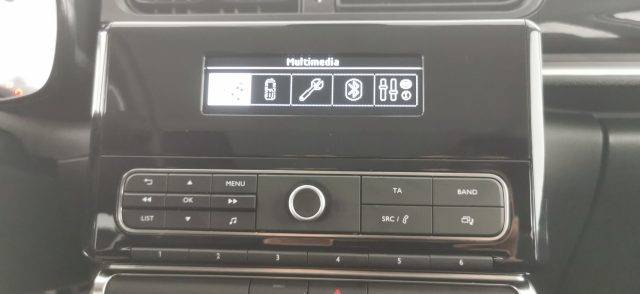 Multimedia
MENU
TA
BAND
OK
LIST
SRC /
1 2 3 4 5 6